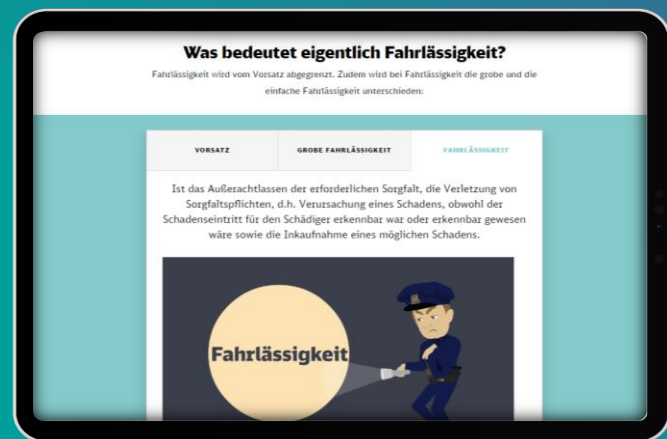 Was bedeutet eigentlich Fahrlässigkeit?
Fahrlässigkeit wird vom Vorsatz abgegrenzt. Zudem wird bei Fahrlässigkeit die grobe und die
einfache Fahrlässigkeit unterschieden:
VORSATZ
GROBE FAHRLÄSSIGKEIT
FAHRLÄSSIGKEIT
Ist das Außerachtlassen der erforderlichen Sorgfalt, die Verletzung von
Sorgfaltspflichten, d.h. Verursachung eines Schadens, obwohl der
Schadenseintritt für den Schädiger erkennbar war oder erkennbar gewesen
wäre sowie die Inkaufnahme eines möglichen Schadens.
Fahrlässigkeit